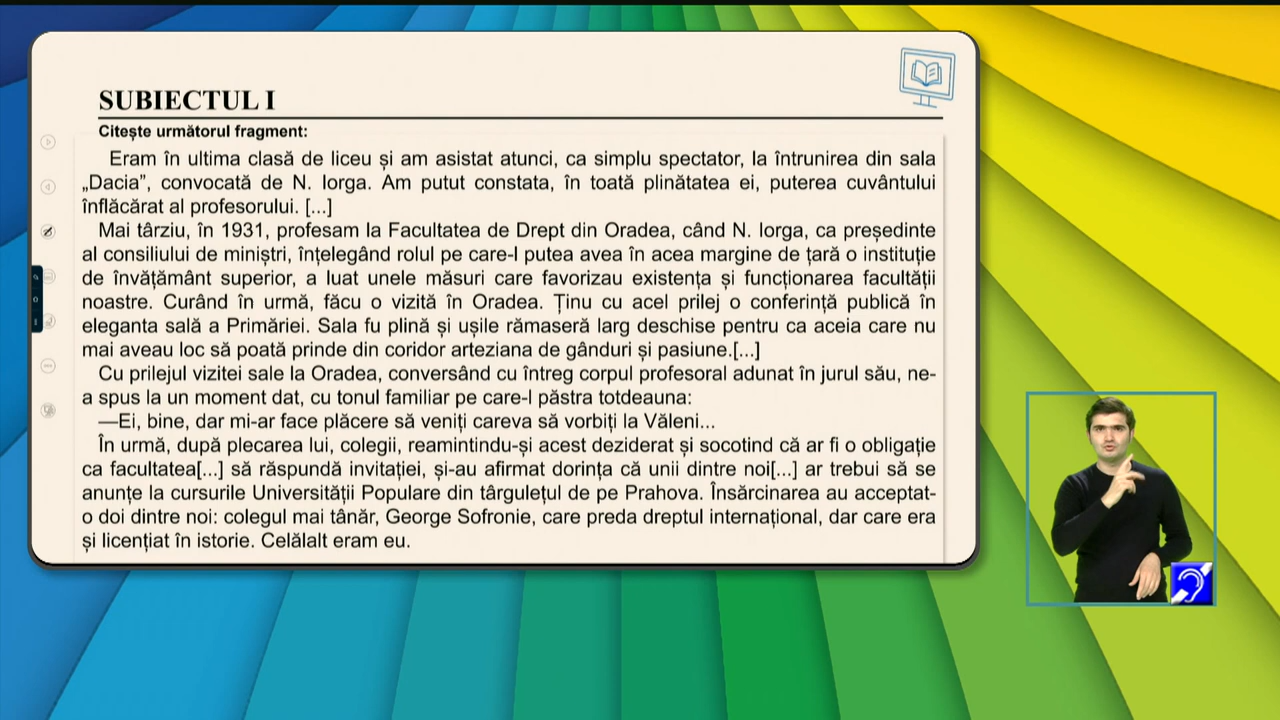 SUBIECTUL I
Citește următorul fragment:
Eram în ultima clasă de liceu și am asistat atunci, ca simplu spectator, la întrunirea din sala
„Dacia”, convocată de N. Iorga. Am putut constata, în toată plinătatea ei, puterea cuvântului
înflăcărat al profesorului. [...]
Mai târziu, în 1931, profesam la Facultatea de Drept din Oradea, când N. Iorga, ca președinte
al consiliului de miniștri, înțelegând rolul pe care-l putea avea în acea margine de țară o instituție
de învățământ superior, a luat unele măsuri care favorizau existența și funcționarea facultății
noastre. Curând în urmă, făcu o vizită în Oradea. Ținu cu acel prilej o conferință publică în
eleganta sală a Primăriei. Sala fu plină și ușile rămaseră larg deschise pentru ca aceia care nu
mai aveau loc să poată prinde din coridor arteziana de gânduri și pasiune.[...]
Cu prilejul vizitei sale la Oradea, conversând cu întreg corpul profesoral adunat în jurul său, ne-
a spus la un moment dat, cu tonul familiar pe care-l păstra totdeauna:
—Ei, bine, dar mi-ar face plăcere să veniți careva să vorbiți la Văleni...
În urmă, după plecarea lui, colegii, reamintindu-și acest deziderat și socotind că ar fi o obligație
ca facultatea[...] să răspundă invitației, și-au afirmat dorința că unii dintre noi[...] ar trebui să se
anunțe la cursurile Universității Populare din târgulețul de pe Prahova. Însărcinarea au acceptat-
o doi dintre noi: colegul mai tânăr, George Sofronie, care preda dreptul internațional, dar care era
și licențiat în istorie. Celălalt eram eu.